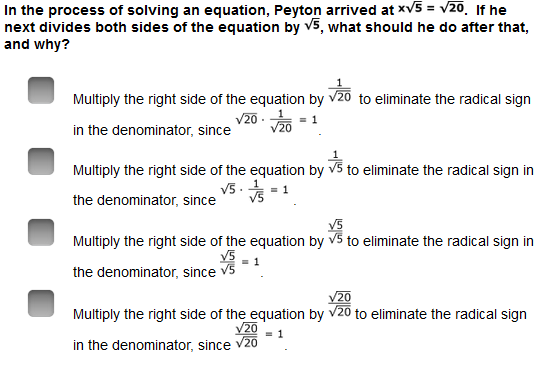 In the process of solving an equation, Peyton arrived at x√5 = √20. If he
next divides both sides of the equation by √5, what should he do after that,
and why?
Multiply the right side of the equation by 1/√20 to eliminate the radical sign
in the denominator, since √20 · 1/√20 = 1.
Multiply the right side of the equation by 1/√5 to eliminate the radical sign in
the denominator, since √5 · 1/√5 = 1.
Multiply the right side of the equation by √5/√5 to eliminate the radical sign in
the denominator, since √5/√5 = 1.
Multiply the right side of the equation by √20/√20 to eliminate the radical sign
in the denominator, since √20/√20 = 1.